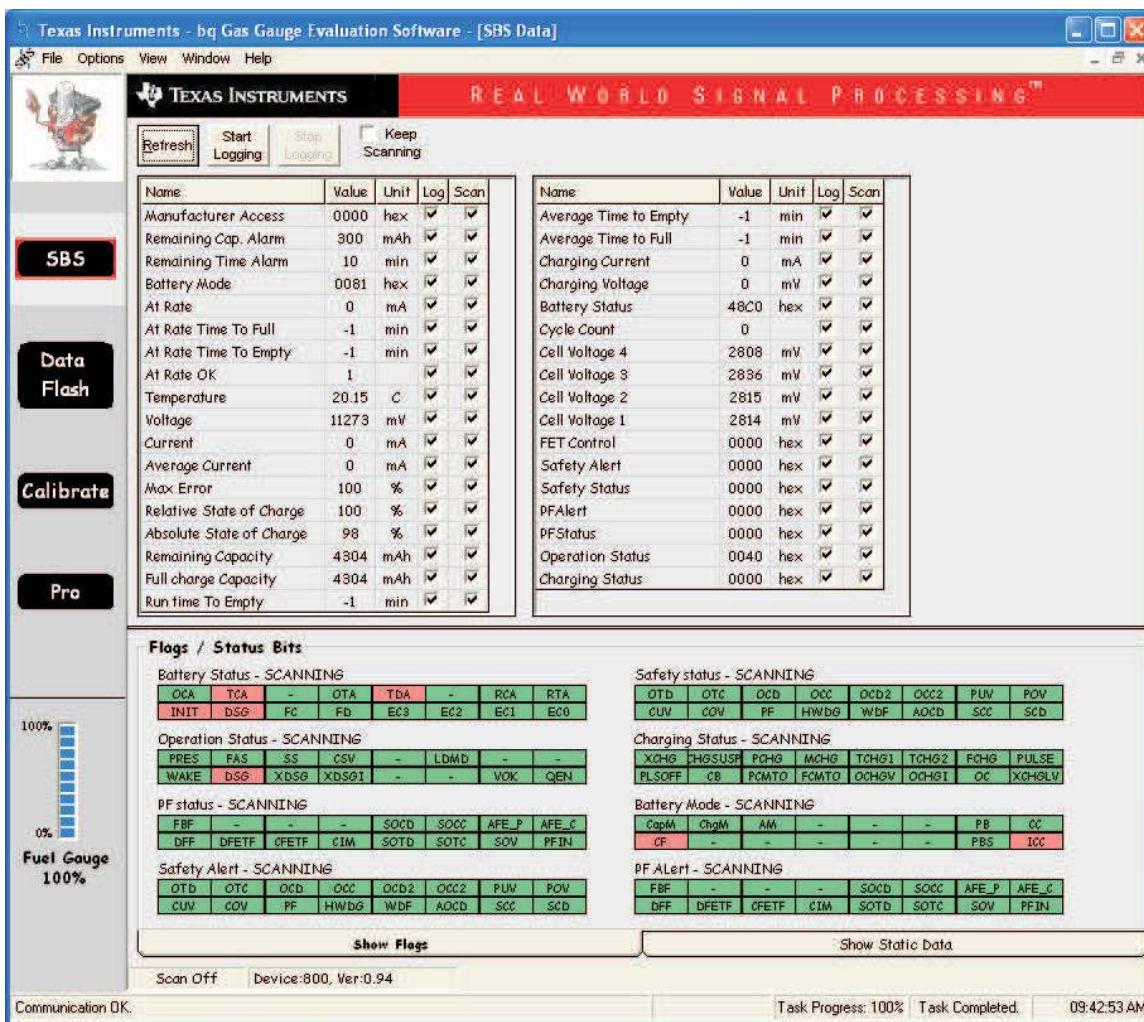 Texas Instruments - bq Gas Gauge Evaluation Software - [SBS Data]
File Options View Window Help
TEXAS INSTRUMENTS
REAL WORLD SIGNAL PROCESSING™
Refresh
Start Logging
Stop Logging
Keep Scanning
SBS
Data Flash
Calibrate
Pro
Name Value Unit Log Scan
Manufacturer Access 0000 hex
Remaining Cap. Alarm 300 mAh
Remaining Time Alarm 10 min
Battery Mode 0081 hex
At Rate 0 mA
At Rate Time To Full -1 min
At Rate Time To Empty -1 min
At Rate OK 1
Temperature 20.15 C
Voltage 11273 mV
Current 0 mA
Average Current 0 mA
Max Error 100 %
Relative State of Charge 100 %
Absolute State of Charge 98 %
Remaining Capacity 4304 mAh
Full charge Capacity 4304 mAh
Run time To Empty -1 min
Name Value Unit Log Scan
Average Time to Empty -1 min
Average Time to Full -1 min
Charging Current 0 mA
Charging Voltage 0 mV
Battery Status 48C0 hex
Cycle Count 0
Cell Voltage 4 2808 mV
Cell Voltage 3 2836 mV
Cell Voltage 2 2815 mV
Cell Voltage 1 2814 mV
FET Control 0000 hex
Safety Alert 0000 hex
Safety Status 0000 hex
PFAlert 0000 hex
PFStatus 0000 hex
Operation Status 0040 hex
Charging Status 0000 hex
Flags / Status Bits
Battery Status - SCANNING
OCA TCA - OTA TDA - RCA RTA
INIT DSG FC FD EC3 EC2 EC1 EC0
Operation Status - SCANNING
PRES FAS SS CSV - LDMD - -
WAKE DSG XDSG XDSGI - - VOK QEN
PF status - SCANNING
FBF - - - SOCD SOCC AFE_P AFE_C
DFF DFETF CFETF CIM SOTD SOTC SOV PFIN
Safety Alert - SCANNING
OTD OTC OCD OCC OCD2 OCC2 PUV POV
CUV COV PF HWDG WDF AOCD SCC SCD
Safety status - SCANNING
OTD OTC OCD OCC OCD2 OCC2 PUV POV
CUV COV PF HWDG WDF AOCD SCC SCD
Charging Status - SCANNING
XCHG CHGSUSP PCHG MCHG TCHG1 TCHG2 FCHG PULSE
PLSOFF CB PCMTO FCMTO OCHGV OCHGI OC XCHGLV
Battery Mode - SCANNING
CapM ChgM AM - - - PB CC
CF - - - - - PBS ICC
PF ALert - SCANNING
FBF - - - SOCD SOCC AFE_P AFE_C
DFF DFETF CFETF CIM SOTD SOTC SOV PFIN
100%
0%
Fuel Gauge
100%
Show Flags
Show Static Data
Scan Off Device:800, Ver:0.94
Communication OK. Task Progress: 100% Task Completed. 09:42:53 AM